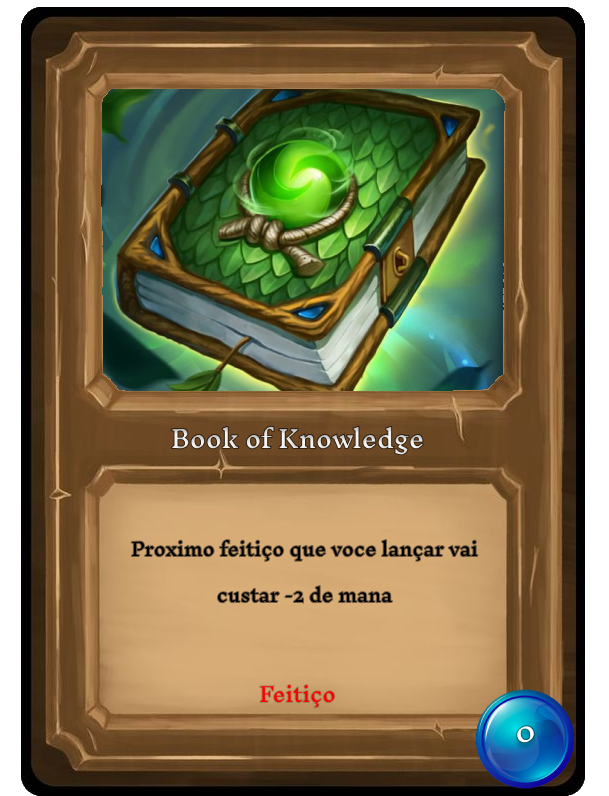 Book of Knowledge
Proximo feitiço que voce lançar vai
custar -2 de mana
Feitiço
0